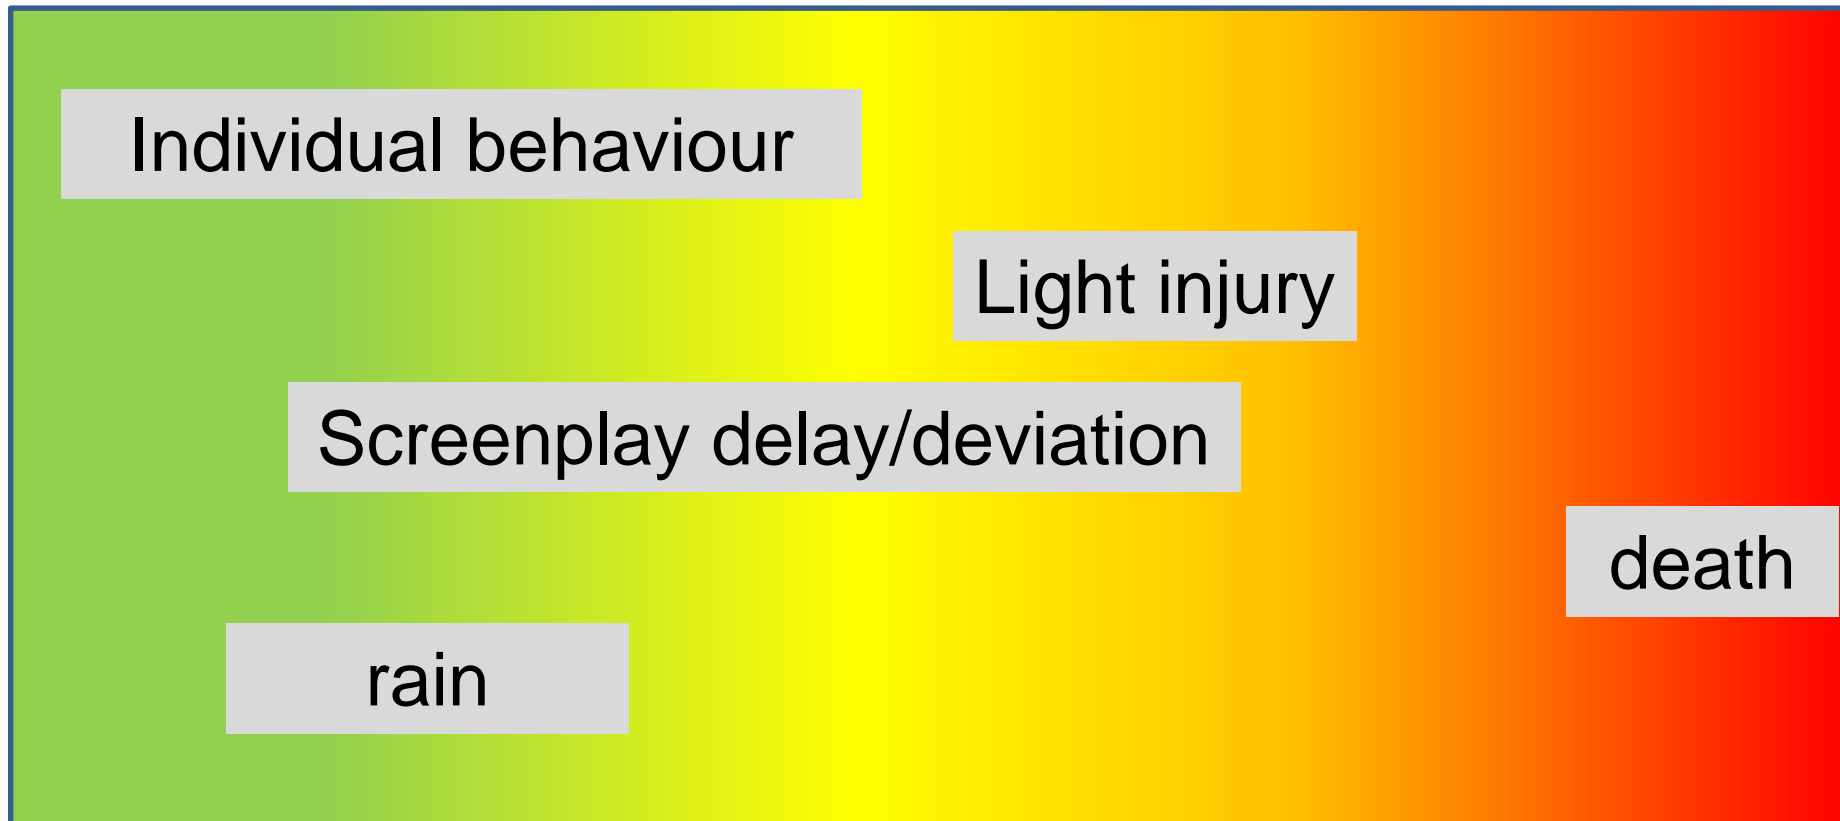 Individual behaviour
Light injury
Screenplay delay/deviation
death
rain